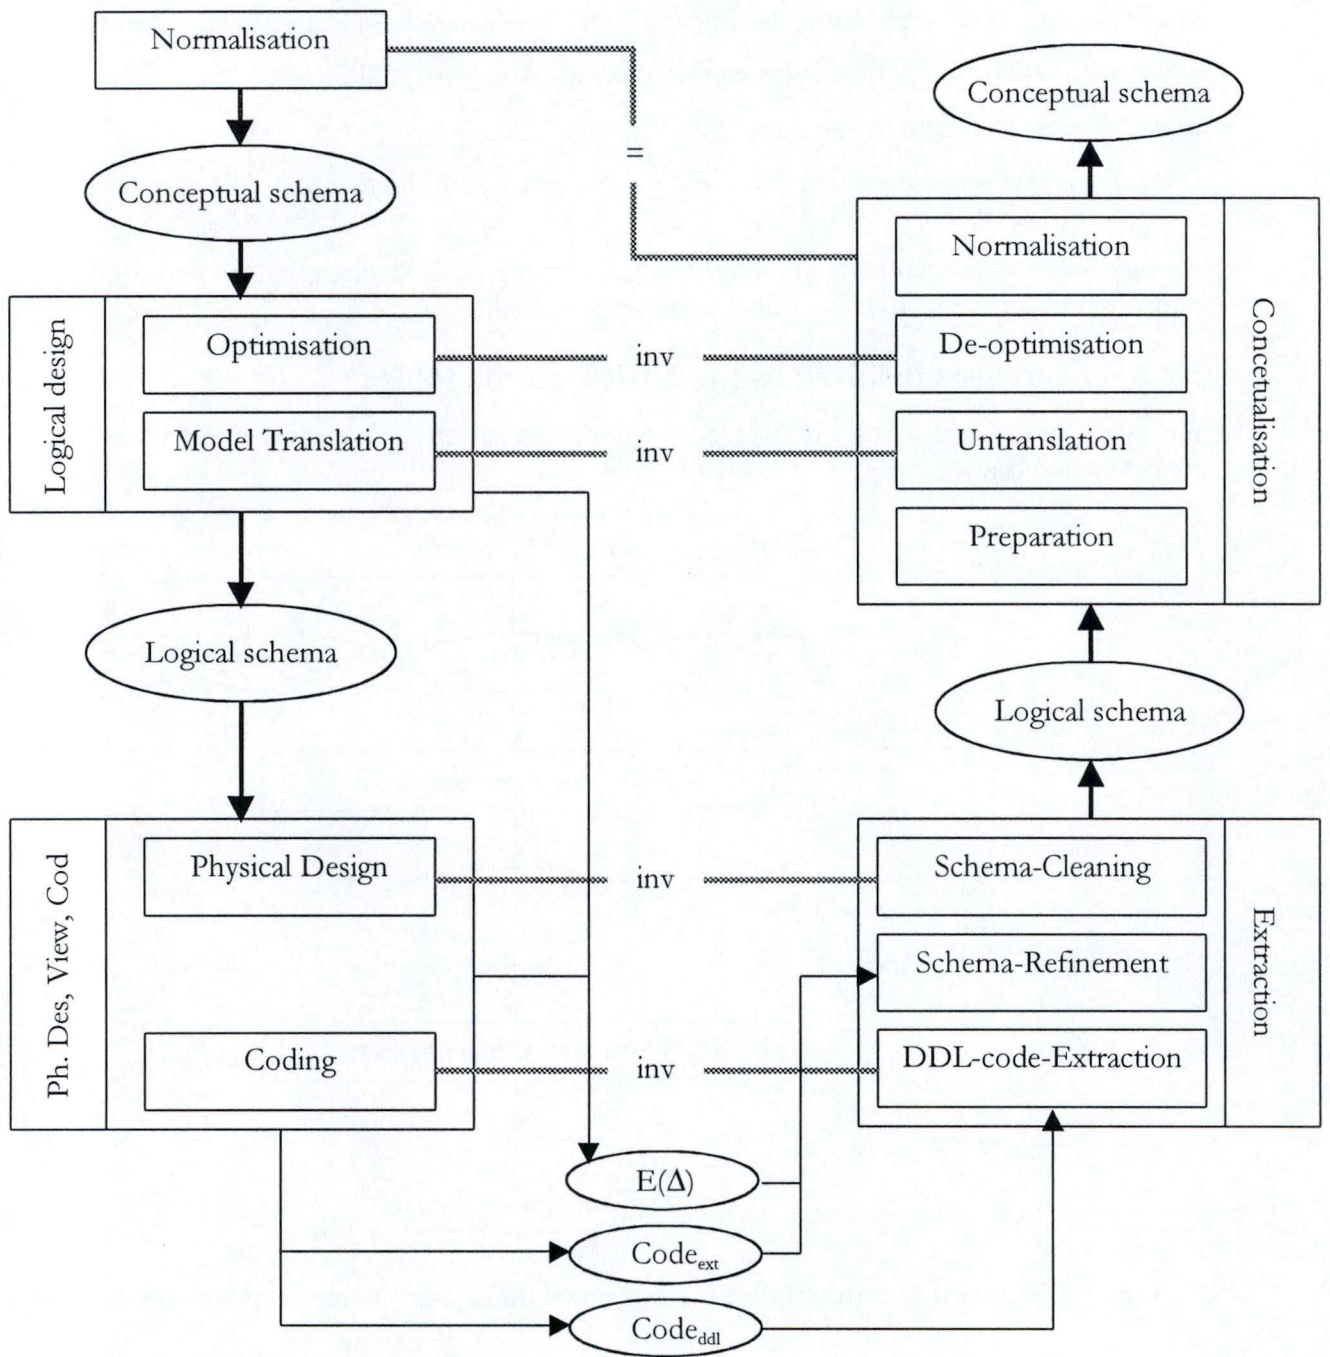 Normalisation
Conceptual schema
=
Conceptual schema
Normalisation
Logical design
Optimisation
inv
De-optimisation
Concetualisation
Model Translation
inv
Untranslation
Preparation
Logical schema
Logical schema
Ph. Des, View, Cod
Physical Design
inv
Schema-Cleaning
Extraction
Schema-Refinement
Coding
inv
DDL-code-Extraction
E(Δ)
Code_ext
Code_ddl